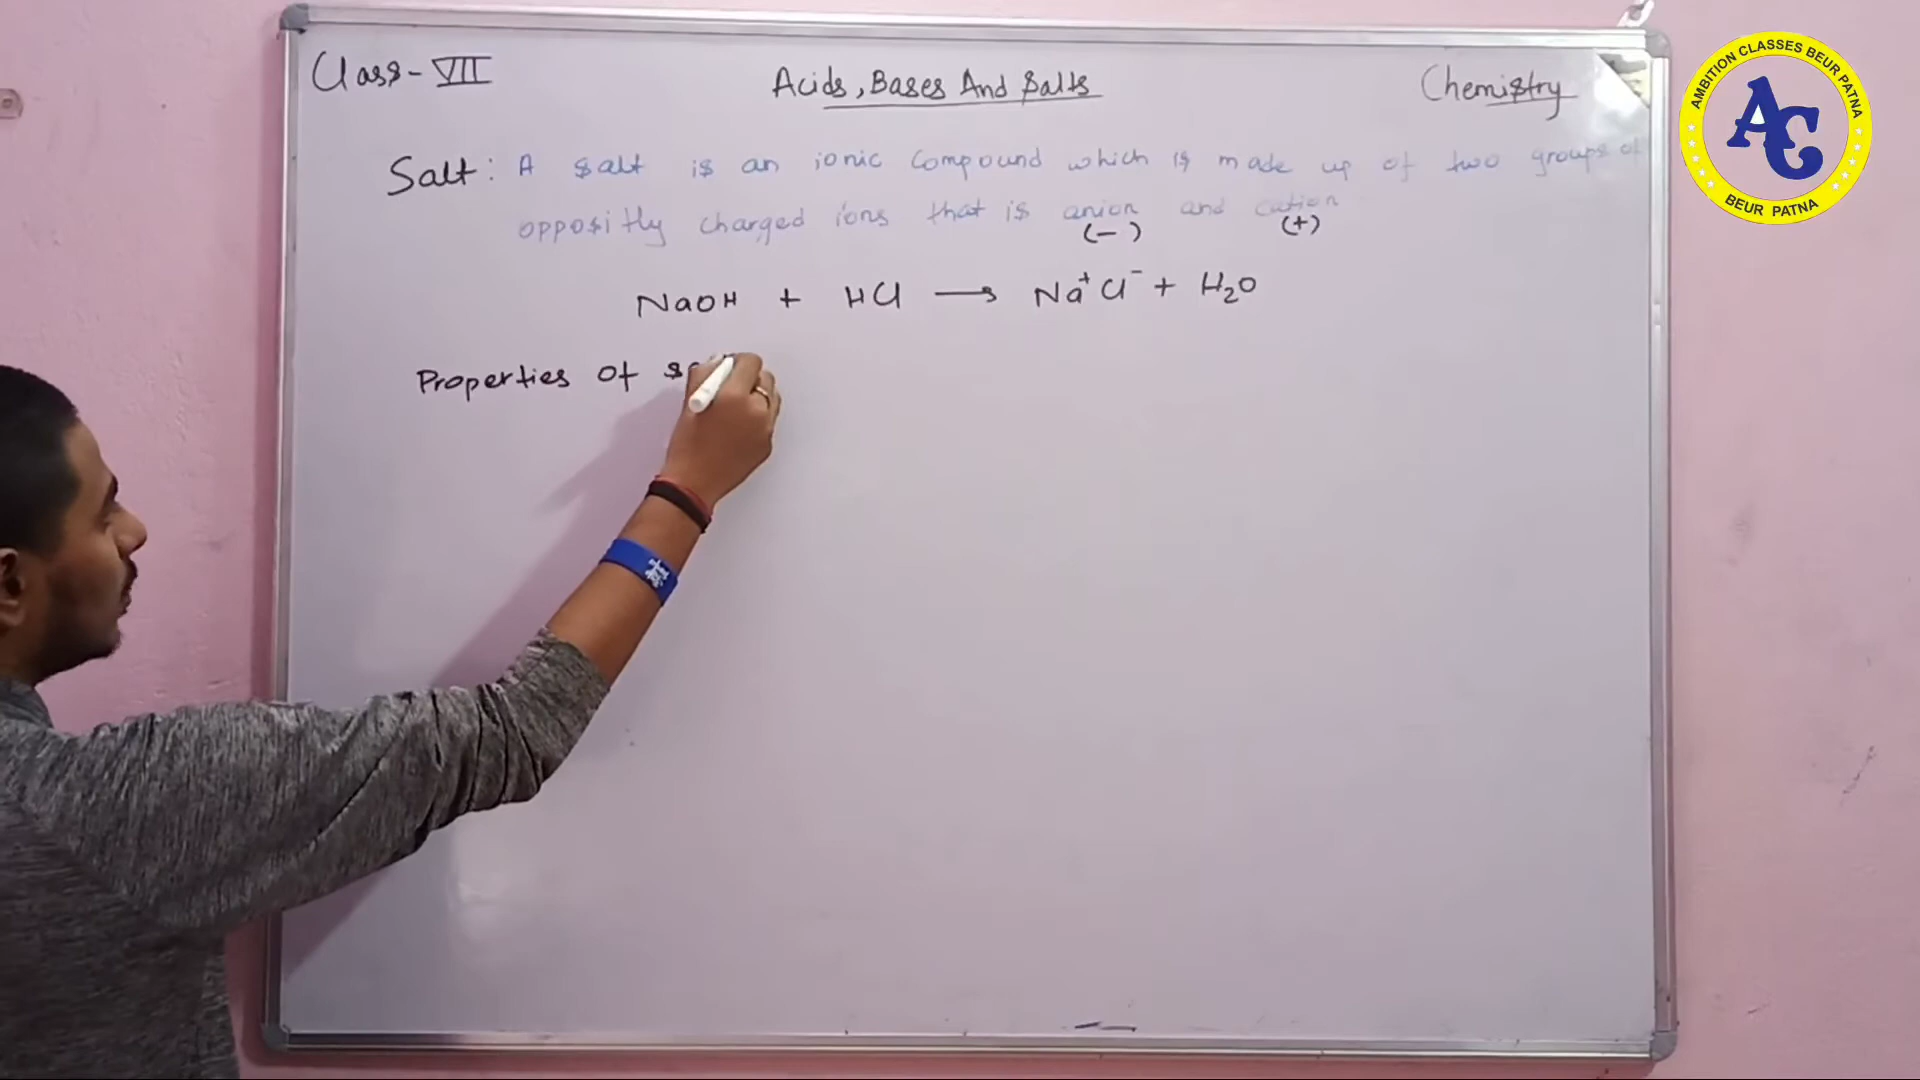 Class - VII
Acids, Bases And Salts
Chemistry
AMBITION CLASSES BEUR PATNA
AC
BEUR PATNA
Salt : A salt is an ionic compound which is made up of two groups of
oppositly charged ions that is anion and cation
(-) (+)
NaOH + HCl → Na⁺Cl⁻ + H₂O
Properties of